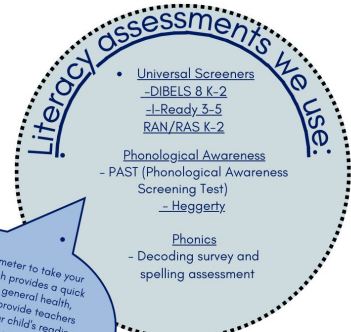 Literacy assessments we use:
• Universal Screeners
-DIBELS 8 K-2
-I-Ready 3-5
RAN/RAS K-2
Phonological Awareness
- PAST (Phonological Awareness
Screening Test)
- Heggerty
Phonics
- Decoding survey and
spelling assessment
meter to take your
provides a quick
general health,
provide teachers
child's